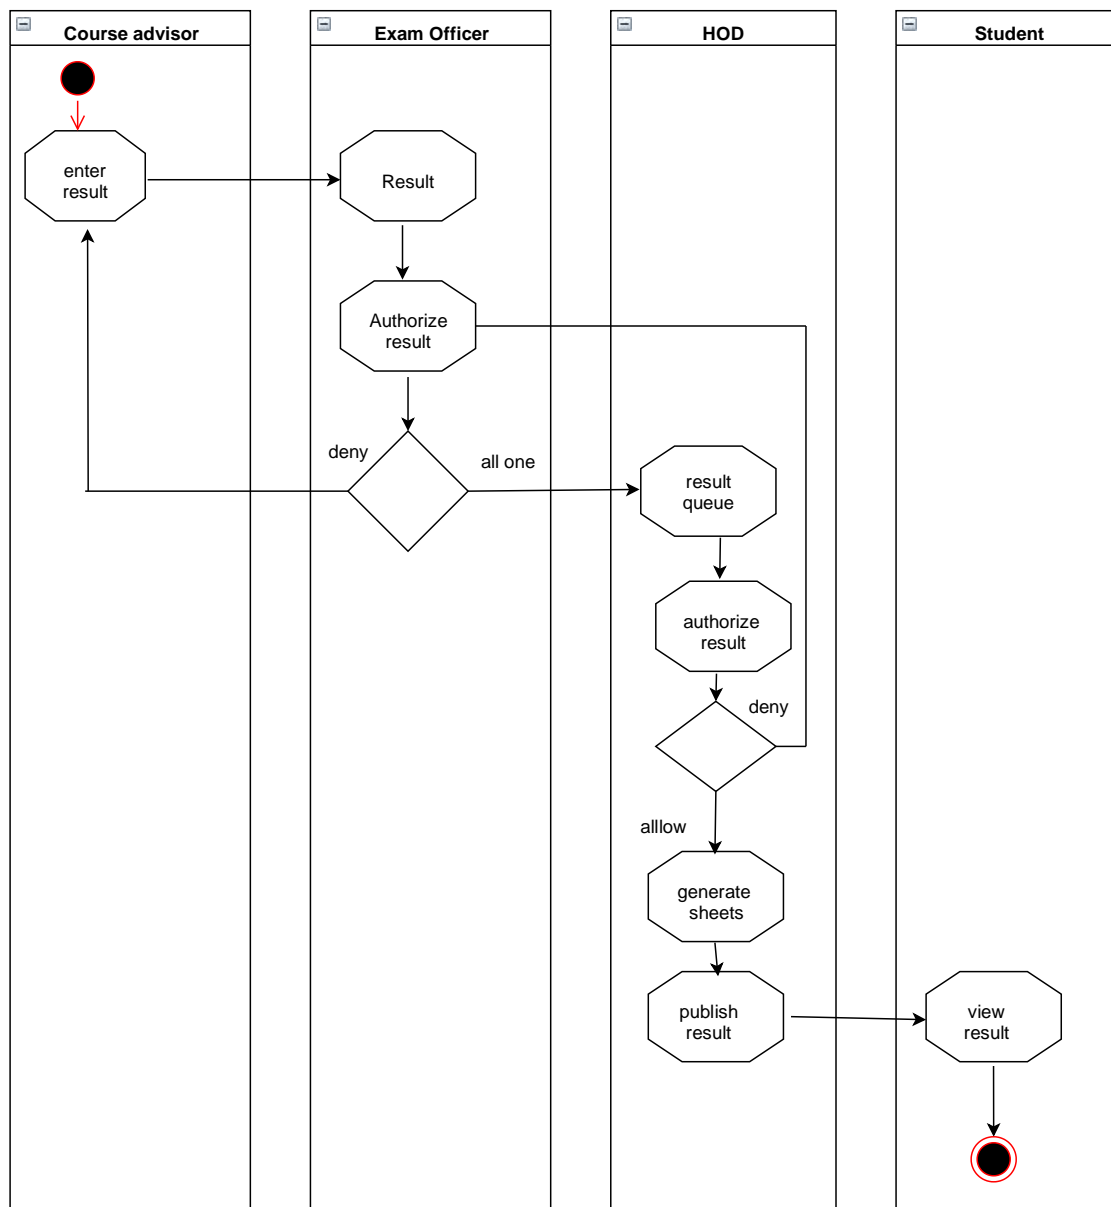 Course advisor
Exam Officer
HOD
Student
enter
result
Result
Authorize
result
deny
all one
result
queue
authorize
result
deny
alllow
generate
sheets
publish
result
view
result